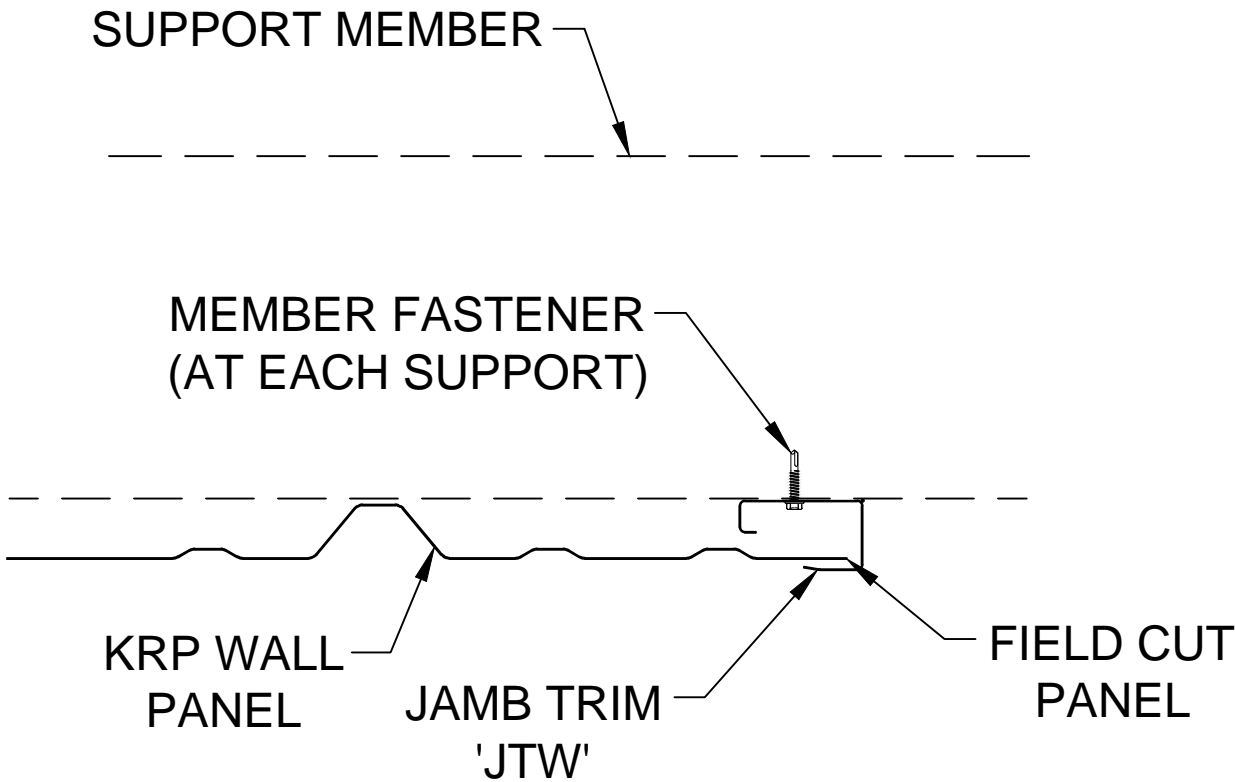 SUPPORT MEMBER
MEMBER FASTENER
(AT EACH SUPPORT)
KRP WALL
PANEL
JAMB TRIM
'JTW'
FIELD CUT
PANEL